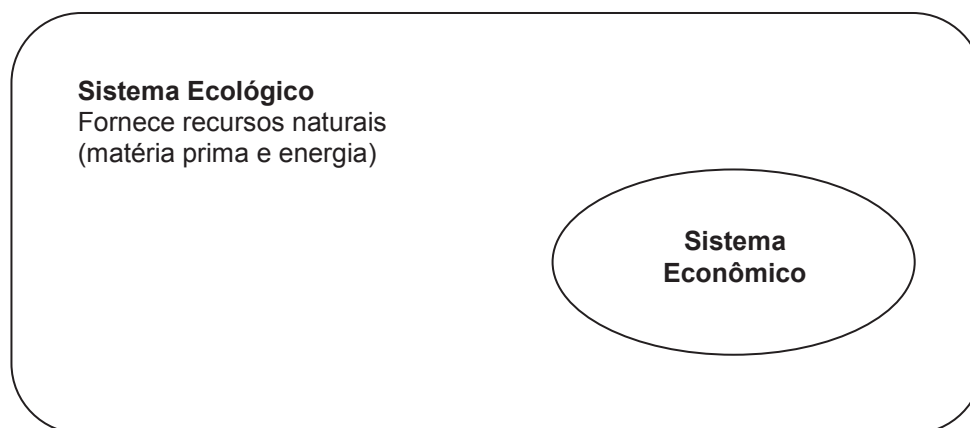 Sistema Ecológico
Fornece recursos naturais
(matéria prima e energia)
Sistema
Econômico